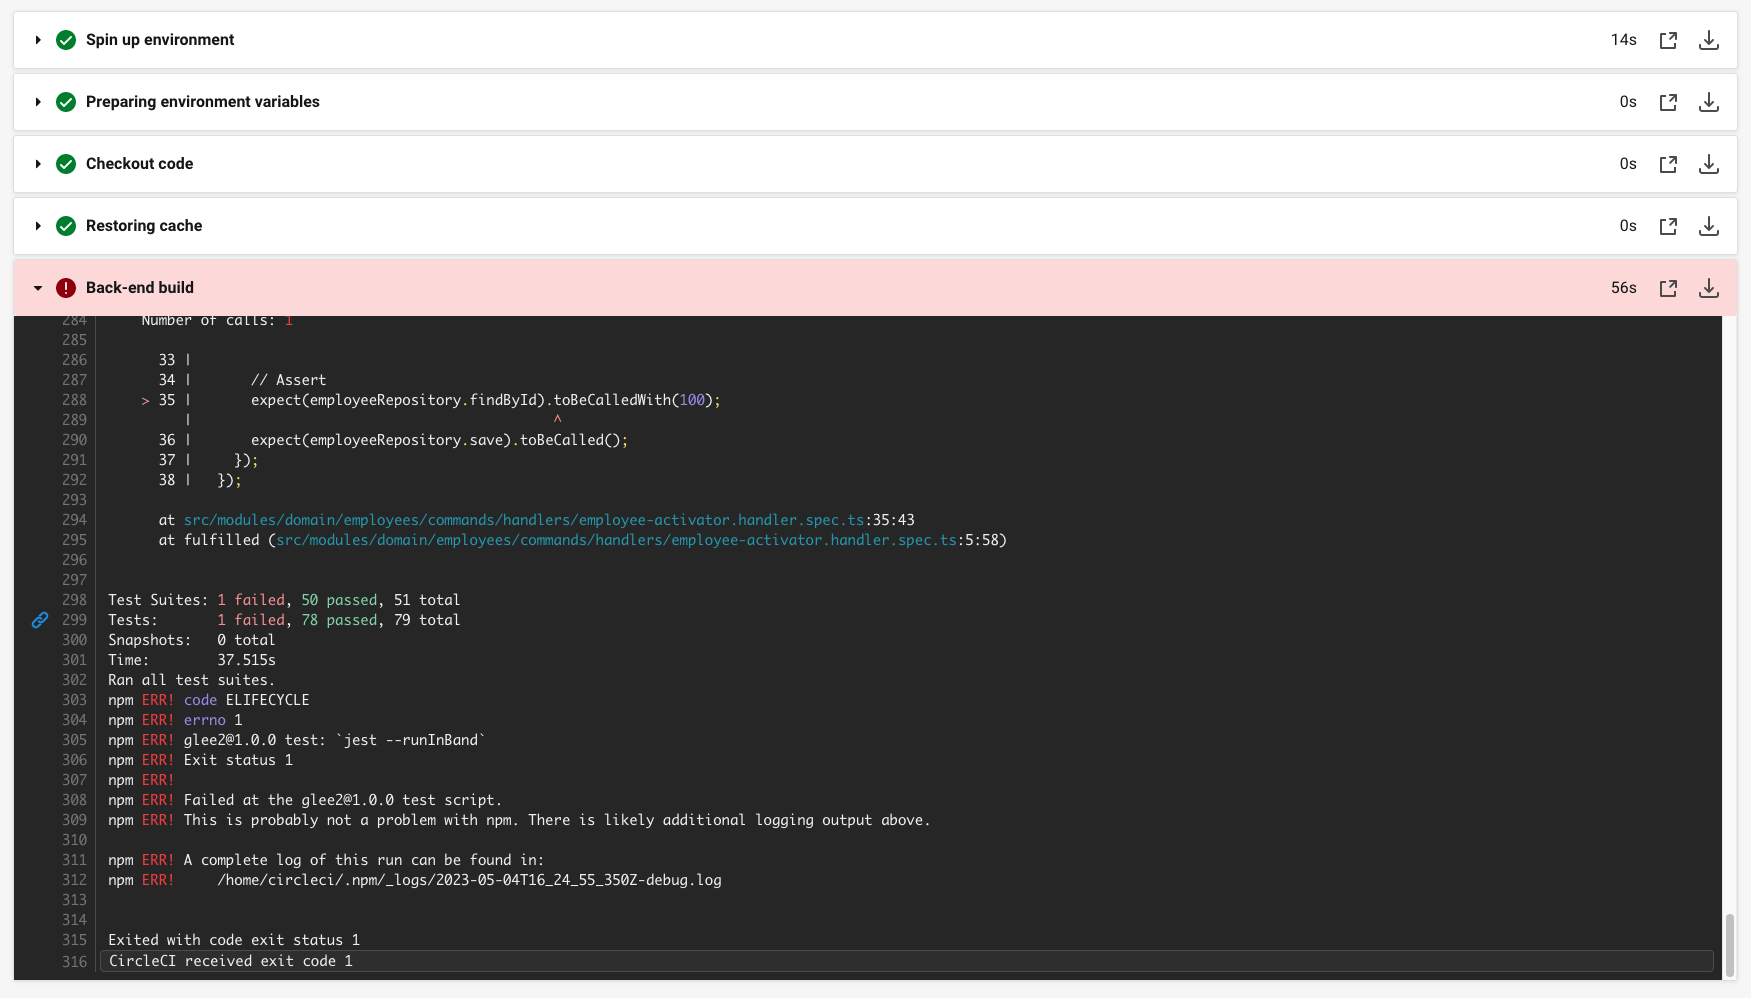 Spin up environment 14s
Preparing environment variables 0s
Checkout code 0s
Restoring cache 0s
Back-end build 56s
284 Number of calls: 1
285
286 33 |
287 34 | // Assert
288 > 35 | expect(employeeRepository.findById).toBeCalledWith(100);
289 | ^
290 36 | expect(employeeRepository.save).toBeCalled();
291 37 | });
292 38 | });
293
294 at src/modules/domain/employees/commands/handlers/employee-activator.handler.spec.ts:35:43
295 at fulfilled (src/modules/domain/employees/commands/handlers/employee-activator.handler.spec.ts:5:58)
296
297
298 Test Suites: 1 failed, 50 passed, 51 total
299 Tests: 1 failed, 78 passed, 79 total
300 Snapshots: 0 total
301 Time: 37.515s
302 Ran all test suites.
303 npm ERR! code ELIFECYCLE
304 npm ERR! errno 1
305 npm ERR! glee2@1.0.0 test: `jest --runInBand`
306 npm ERR! Exit status 1
307 npm ERR!
308 npm ERR! Failed at the glee2@1.0.0 test script.
309 npm ERR! This is probably not a problem with npm. There is likely additional logging output above.
310
311 npm ERR! A complete log of this run can be found in:
312 npm ERR! /home/circleci/.npm/_logs/2023-05-04T16_24_55_350Z-debug.log
313
314
315 Exited with code exit status 1
316 CircleCI received exit code 1